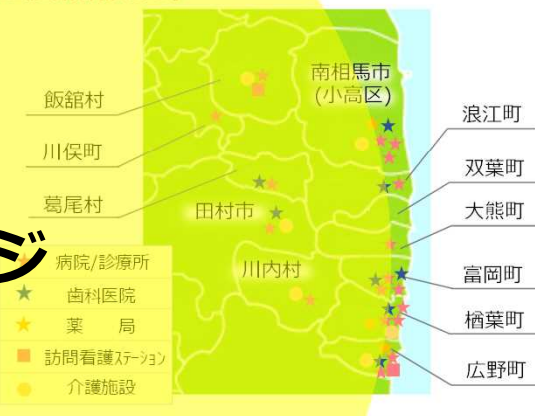 南相馬市
(小高区)
飯舘村
川俣町
葛尾村
田村市
川内村
浪江町
双葉町
大熊町
富岡町
楢葉町
広野町
ジ
病院/診療所
歯科医院
薬 局
訪問看護ステーション
介護施設